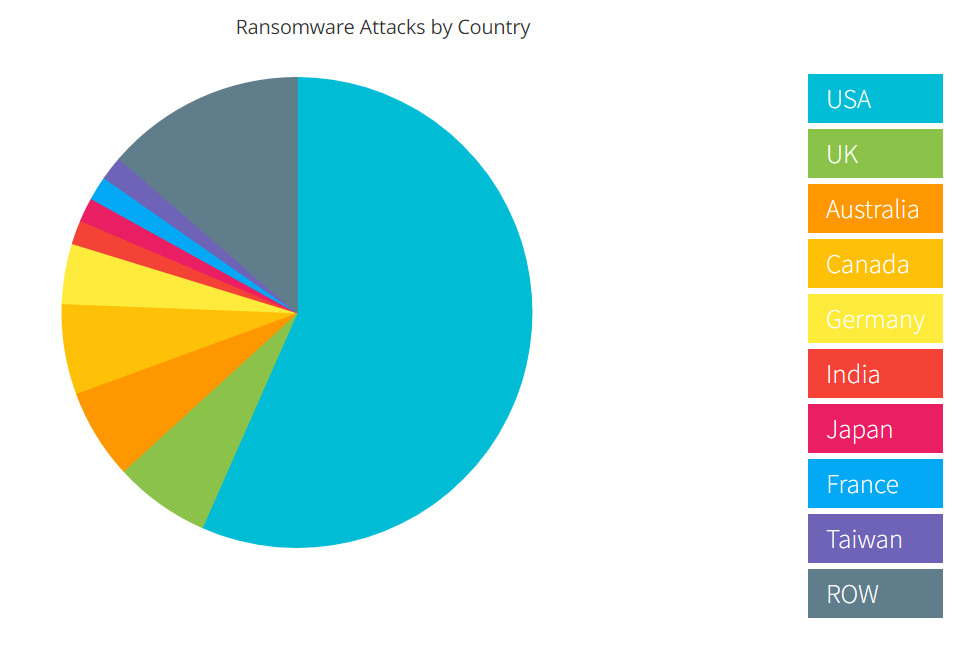 Ransomware Attacks by Country
USA
UK
Australia
Canada
Germany
India
Japan
France
Taiwan
ROW